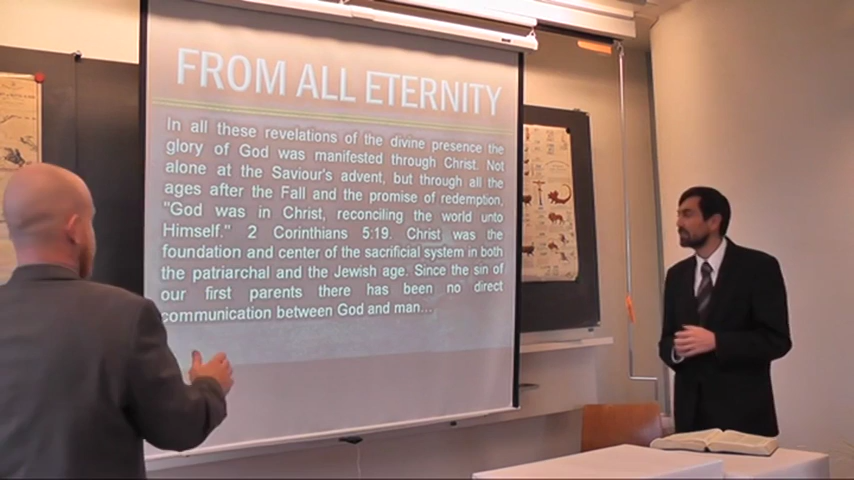 FROM ALL ETERNITY
In all these revelations of the divine presence the
glory of God was manifested through Christ. Not
alone at the Saviour's advent, but through all the
ages after the Fall and the promise of redemption,
"God was in Christ, reconciling the world unto
Himself." 2 Corinthians 5:19. Christ was the
foundation and center of the sacrificial system in both
the patriarchal and the Jewish age. Since the sin of
our first parents there has been no direct
communication between God and man...